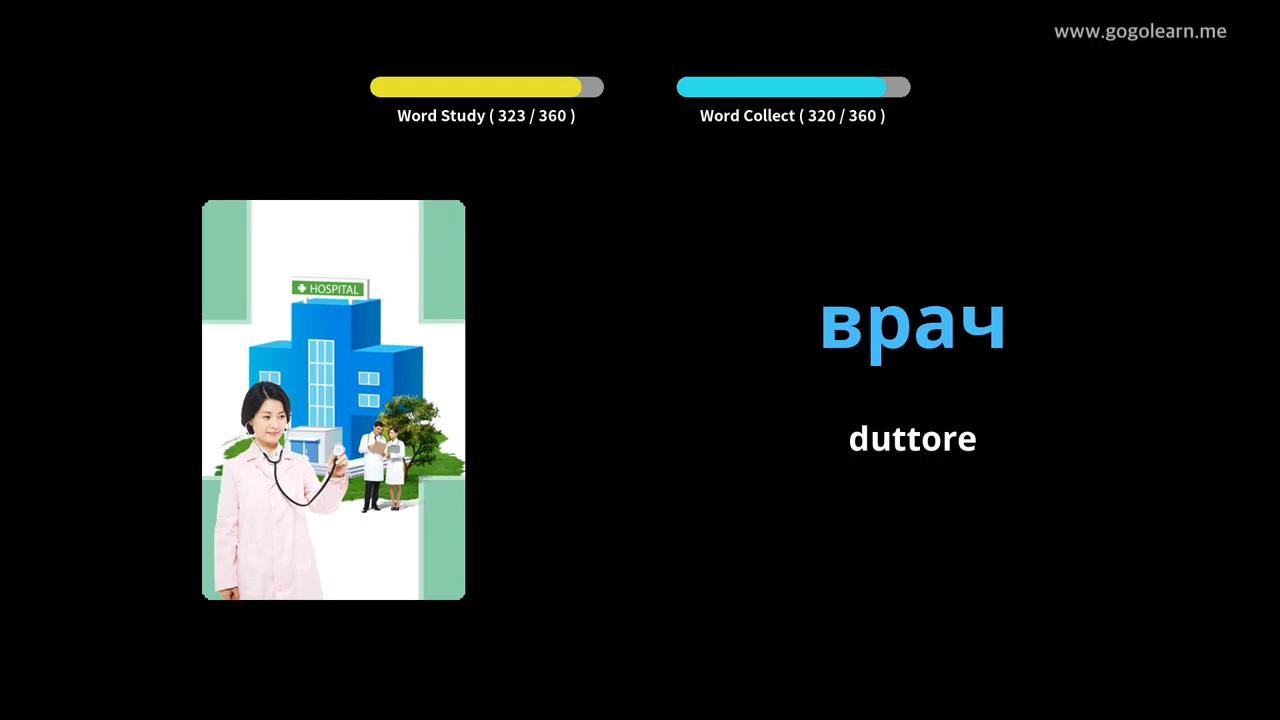 www.gogolearn.me
Word Study ( 323 / 360 )
Word Collect ( 320 / 360 )
HOSPITAL
врач
duttore